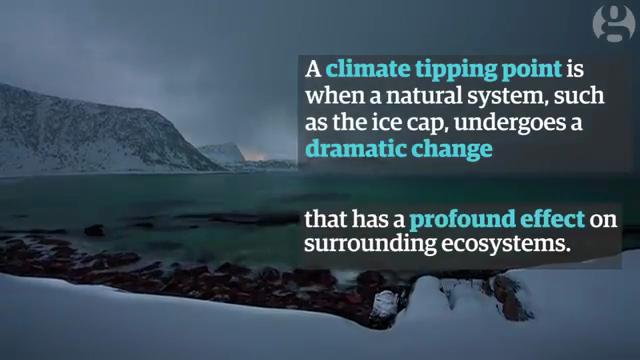 A climate tipping point is
when a natural system, such
as the ice cap, undergoes a
dramatic change
that has a profound effect on
surrounding ecosystems.